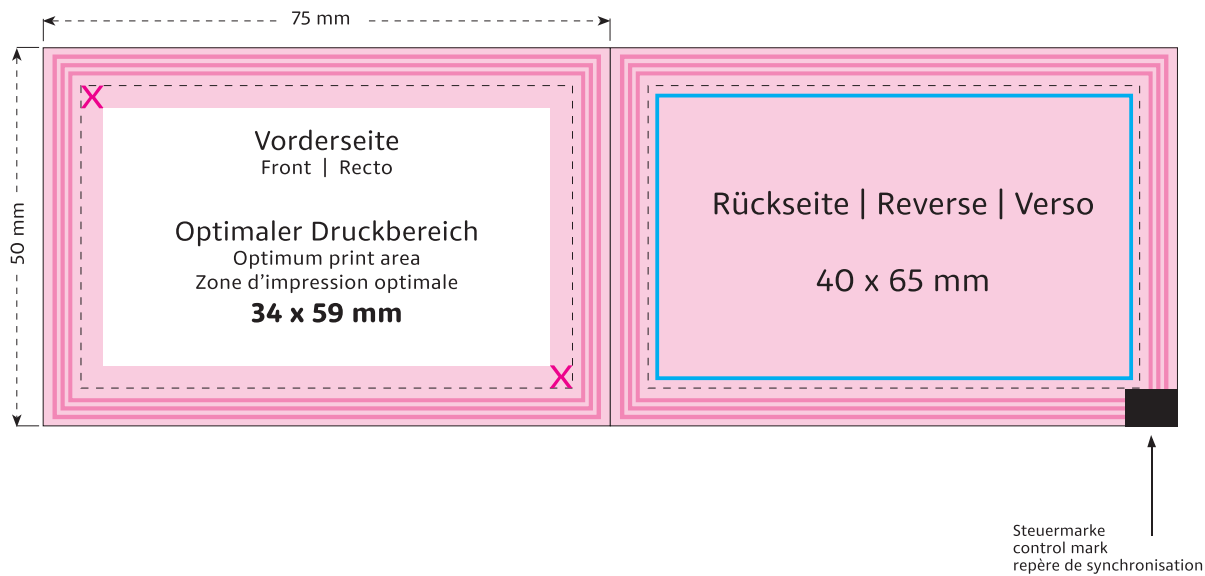 75 mm
50 mm
Vorderseite
Front | Recto
Optimaler Druckbereich
Optimum print area
Zone d’impression optimale
34 x 59 mm
X
X
Rückseite | Reverse | Verso
40 x 65 mm
Steuermarke
control mark
repère de synchronisation